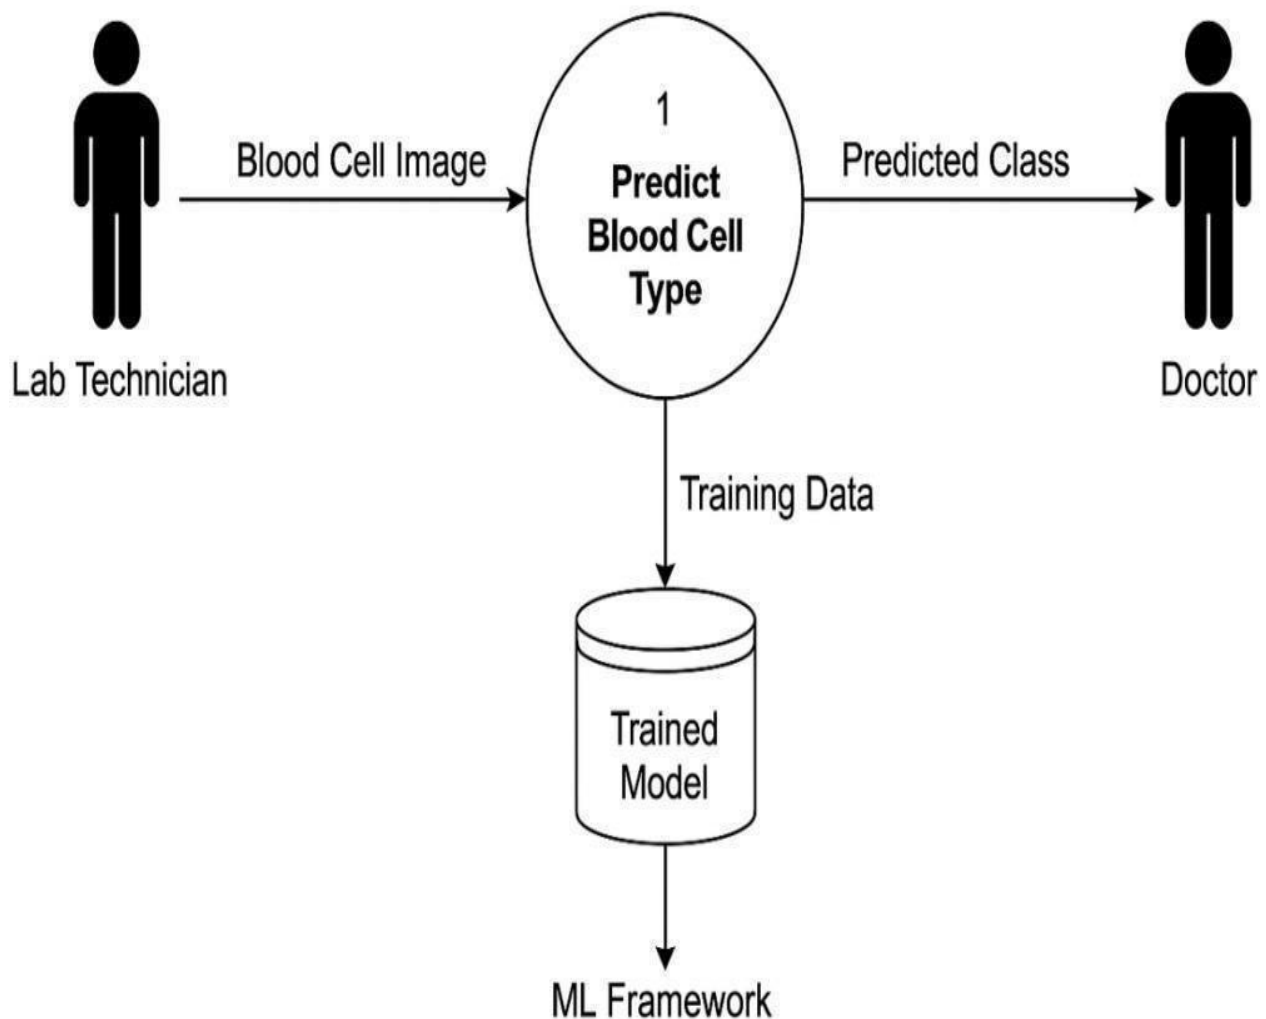 1
Blood Cell Image
Predicted Class
Predict
Blood Cell
Type
Lab Technician
Doctor
Training Data
Trained
Model
ML Framework